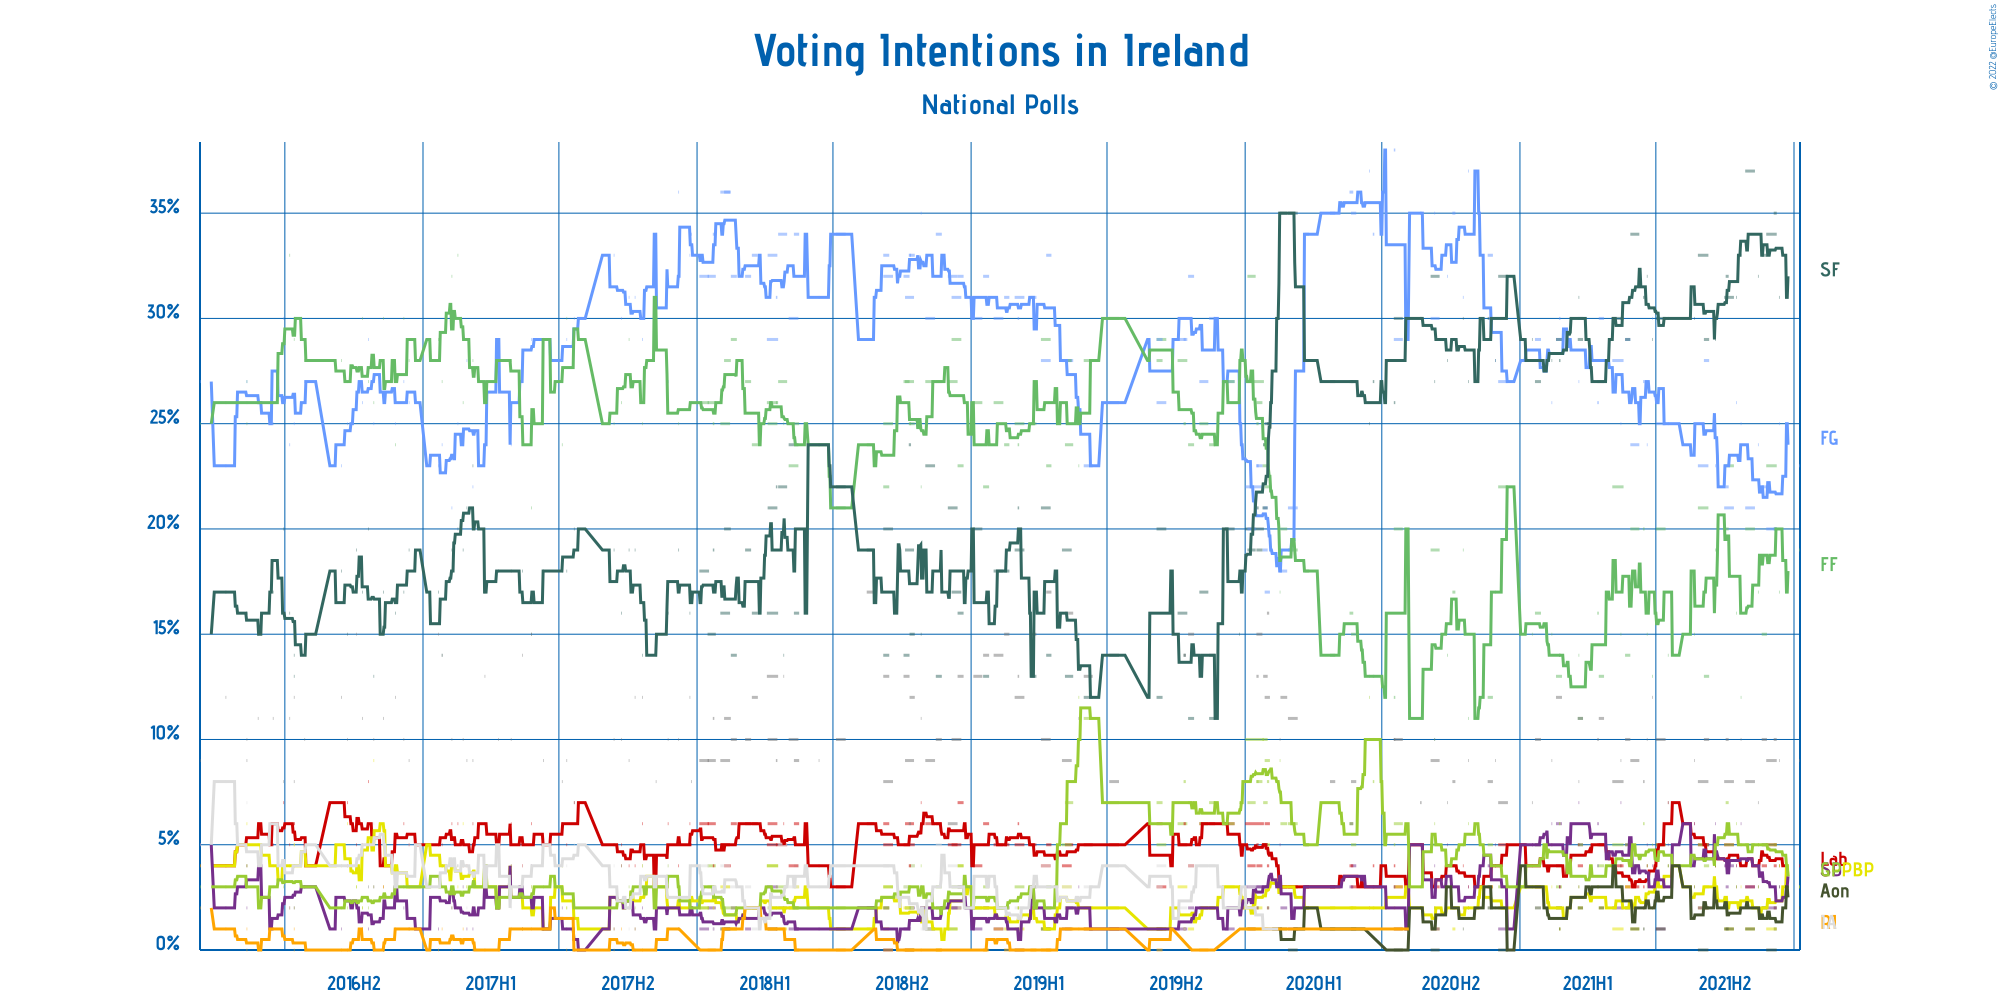 Voting Intentions in Ireland
National Polls
© 2022 @EuropeElects
35%
30%
25%
20%
15%
10%
5%
0%
SF
FG
FF
Lab
SD
PBP
Aon
2016H2 2017H1 2017H2 2018H1 2018H2 2019H1 2019H2 2020H1 2020H2 2021H1 2021H2